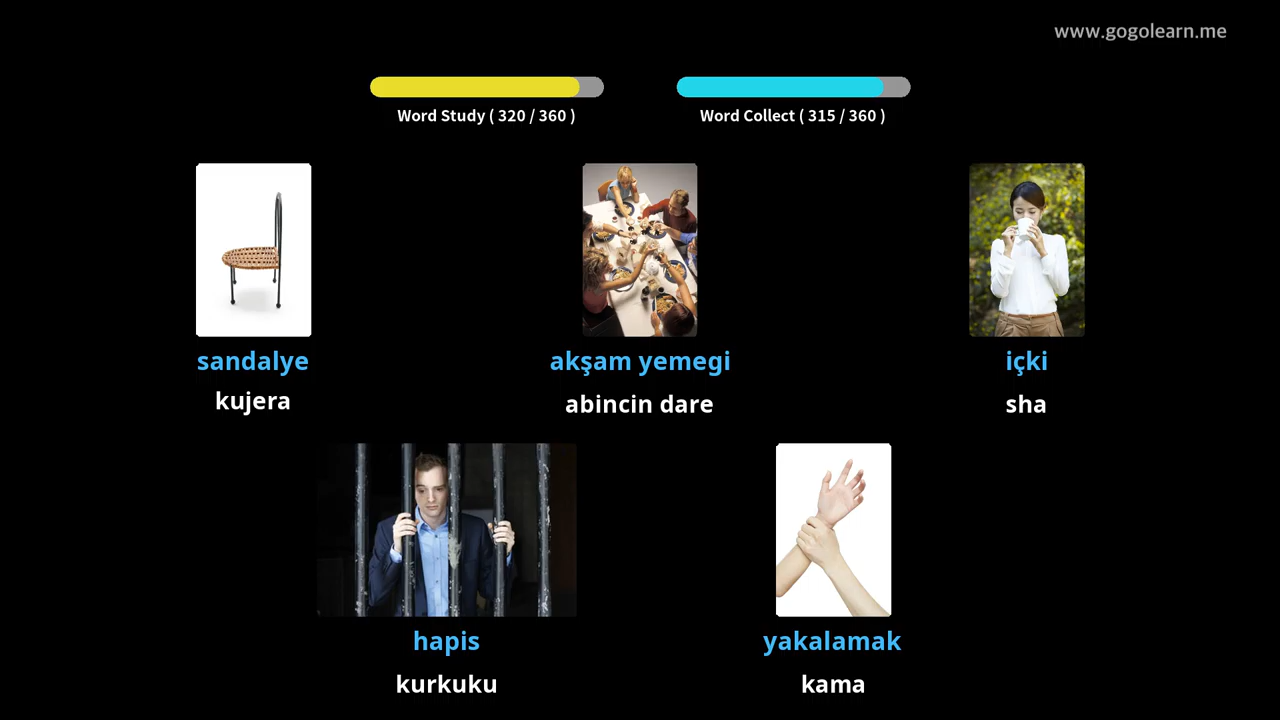 www.gogolearn.me
Word Study ( 320 / 360 )
Word Collect ( 315 / 360 )
sandalye
kujera
akşam yemegi
abincin dare
içki
sha
hapis
kurkuku
yakalamak
kama